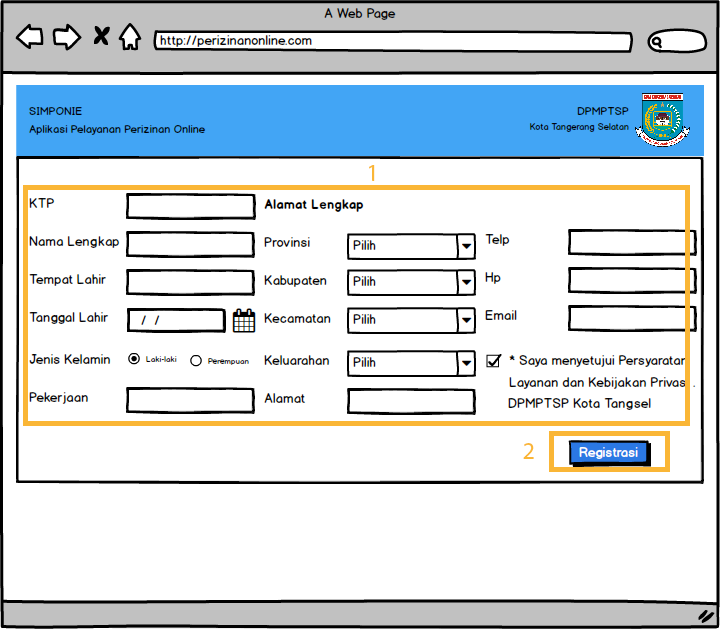 A Web Page
http://perizinanonline.com
SIMPONIE
Aplikasi Pelayanan Perizinan Online
DPMPTSP
Kota Tangerang Selatan
1
KTP
Alamat Lengkap
Nama Lengkap
Provinsi
Pilih
Telp
Tempat Lahir
Kabupaten
Pilih
Hp
Tanggal Lahir
/ /
Kecamatan
Pilih
Email
Jenis Kelamin
Laki-laki
Perempuan
Keluarahan
Pilih
* Saya menyetujui Persyaratan
Layanan dan Kebijakan Privasi .
DPMPTSP Kota Tangsel
Pekerjaan
Alamat
2
Registrasi